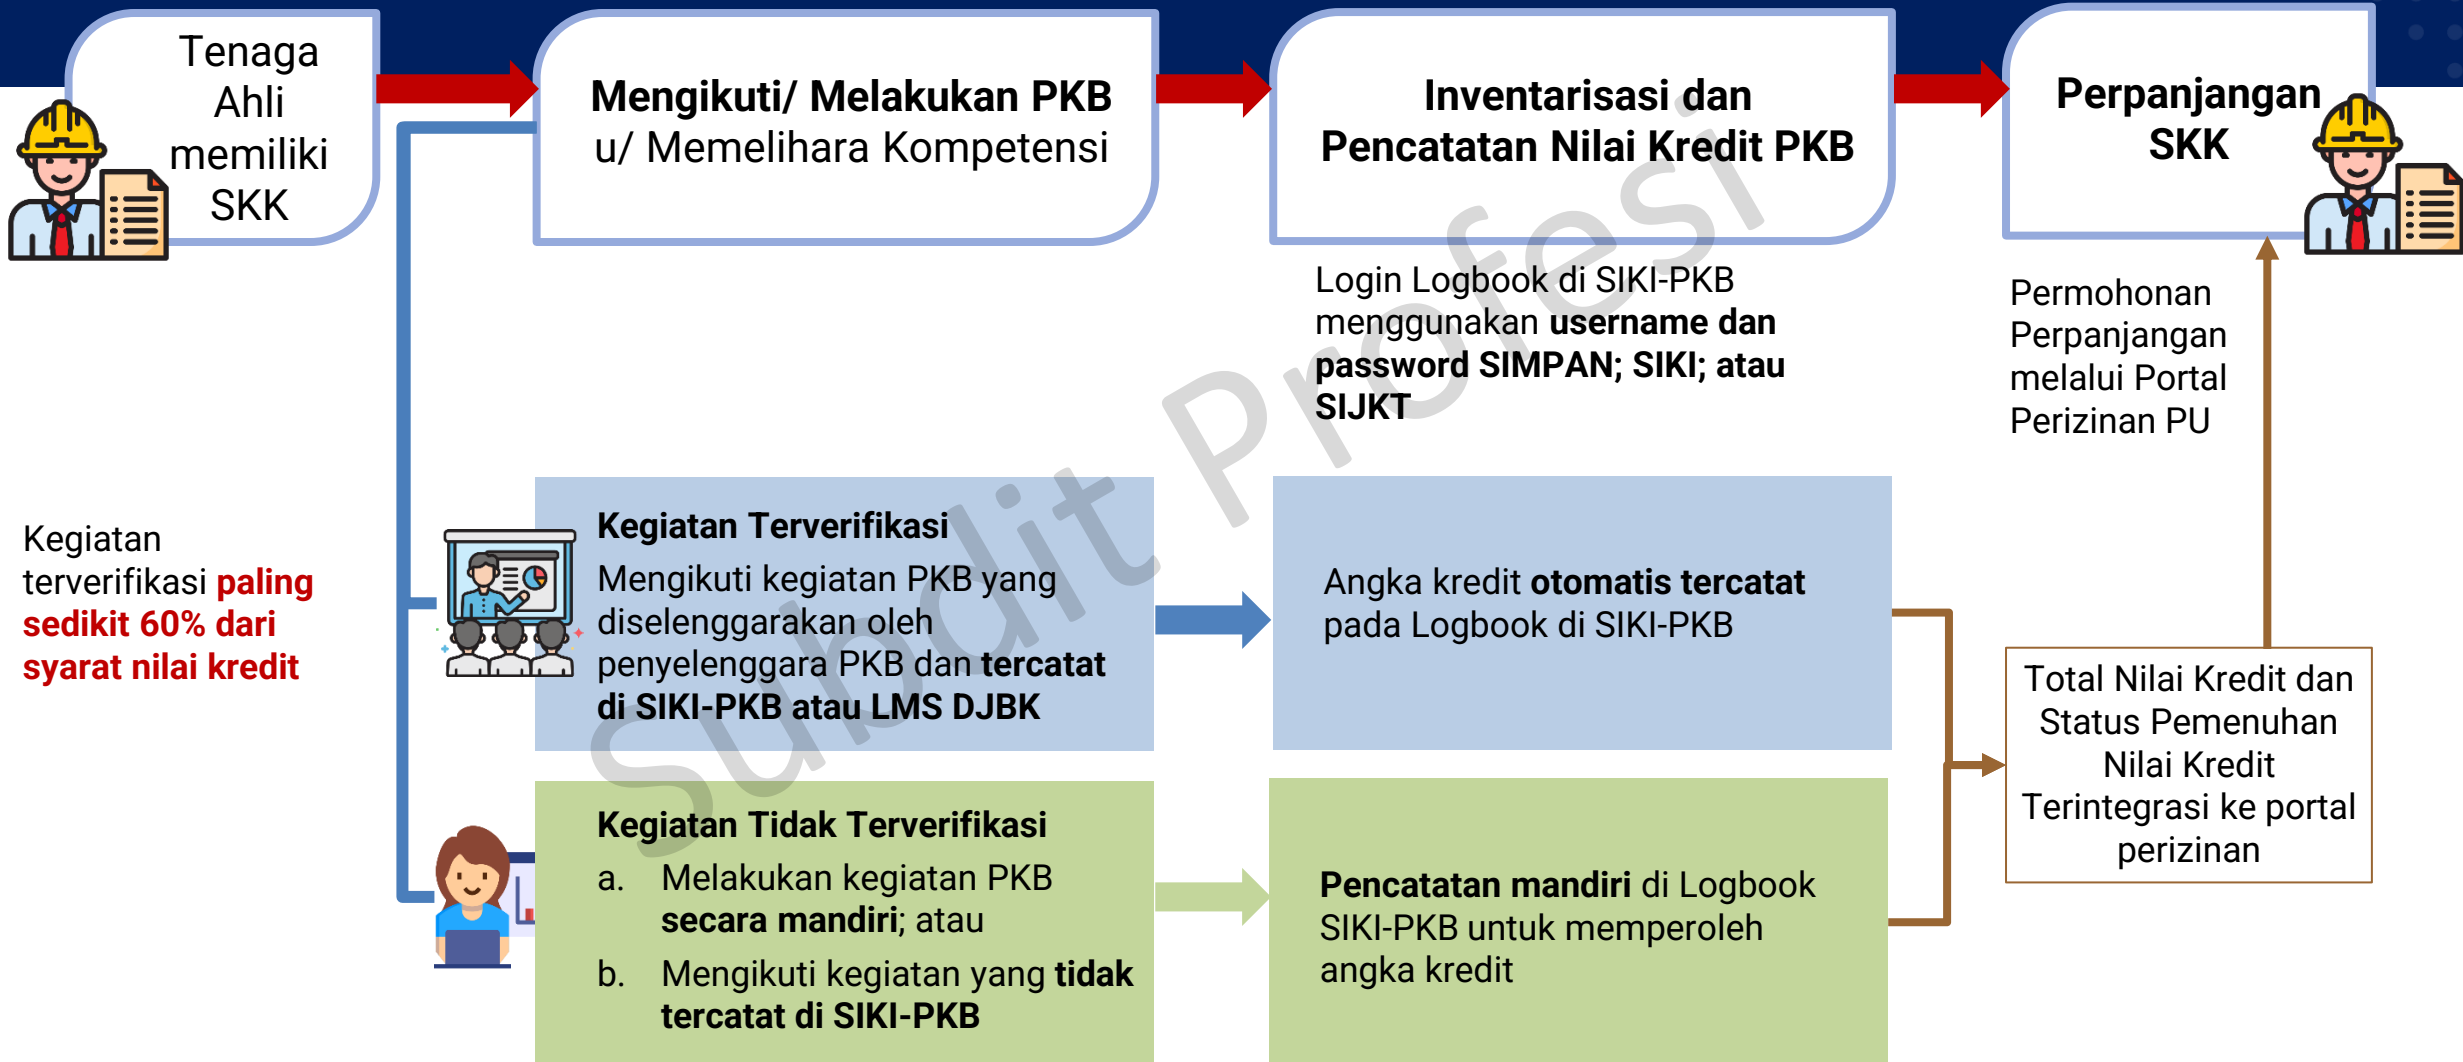 Tenaga
Ahli
memiliki
SKK
Mengikuti/ Melakukan PKB
u/ Memelihara Kompetensi
Inventarisasi dan
Pencatatan Nilai Kredit PKB
Perpanjangan
SKK
Login Logbook di SIKI-PKB
menggunakan username dan
password SIMPAN; SIKI; atau
SIJKT
Permohonan
Perpanjangan
melalui Portal
Perizinan PU
Kegiatan
terverifikasi paling
sedikit 60% dari
syarat nilai kredit
Kegiatan Terverifikasi
Mengikuti kegiatan PKB yang
diselenggarakan oleh
penyelenggara PKB dan tercatat
di SIKI-PKB atau LMS DJBK
Angka kredit otomatis tercatat
pada Logbook di SIKI-PKB
Total Nilai Kredit dan
Status Pemenuhan
Nilai Kredit
Terintegrasi ke portal
perizinan
Kegiatan Tidak Terverifikasi
a. Melakukan kegiatan PKB
secara mandiri; atau
b. Mengikuti kegiatan yang tidak
tercatat di SIKI-PKB
Pencatatan mandiri di Logbook
SIKI-PKB untuk memperoleh
angka kredit
Subdit Profesi